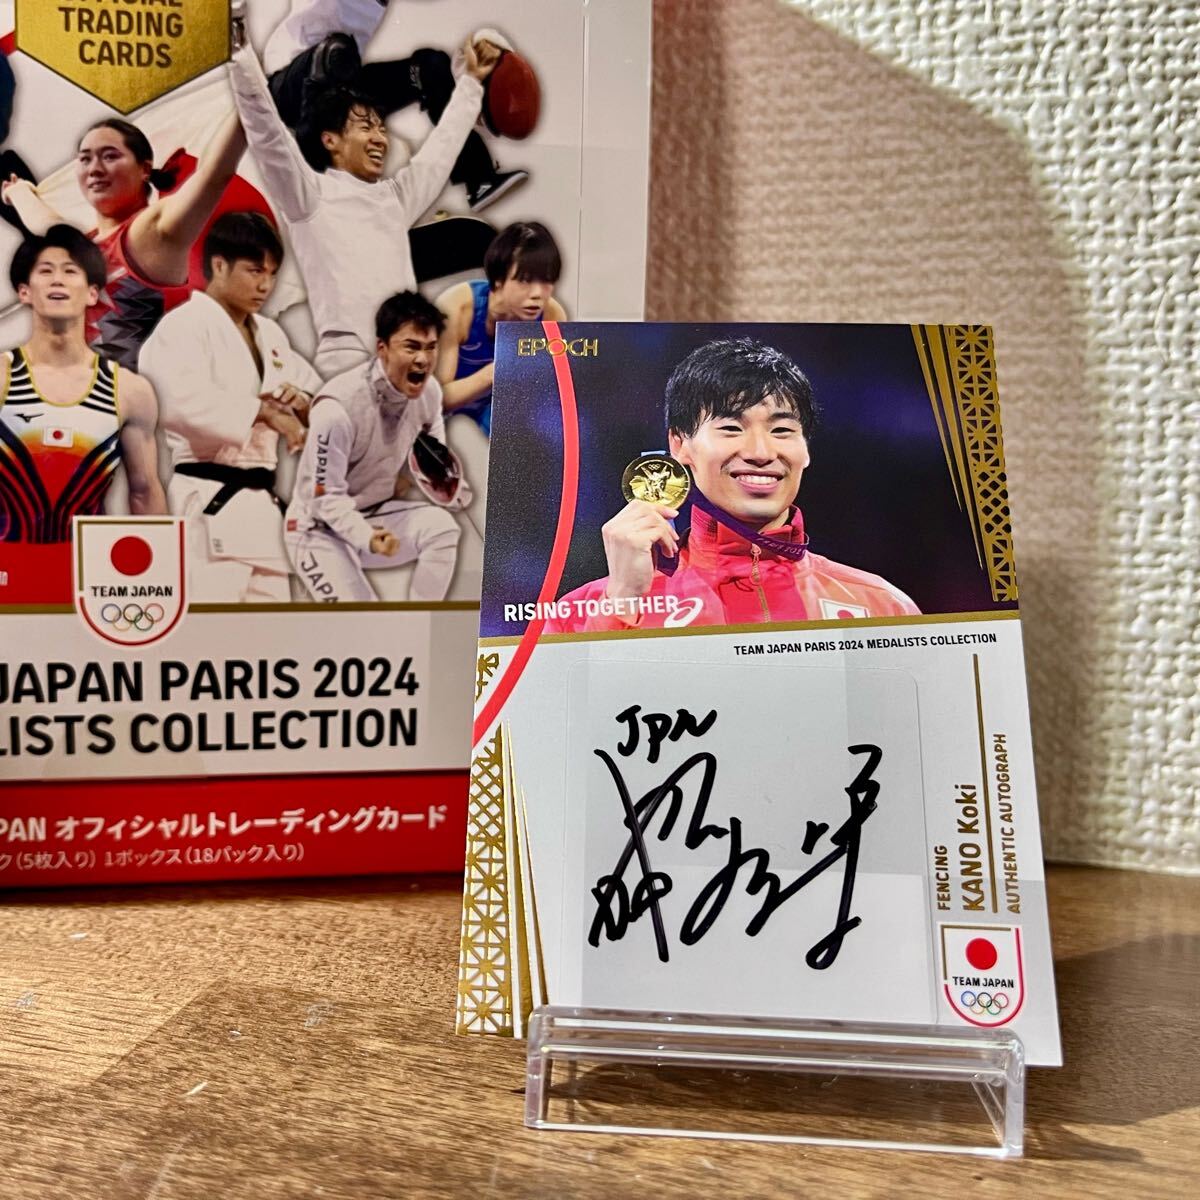 OFFICIAL
TRADING
CARDS
JAPAN
JAPAN
TEAM JAPAN
JAPAN PARIS 2024
LISTS COLLECTION
PAN オフィシャルトレーディングカード
ク(5枚入り) 1ボックス(18パック入り)
EPOCH
RISING TOGETHER
TEAM JAPAN PARIS 2024 MEDALISTS COLLECTION
JPN
FENCING
KANO Koki
AUTHENTIC AUTOGRAPH
TEAM JAPAN